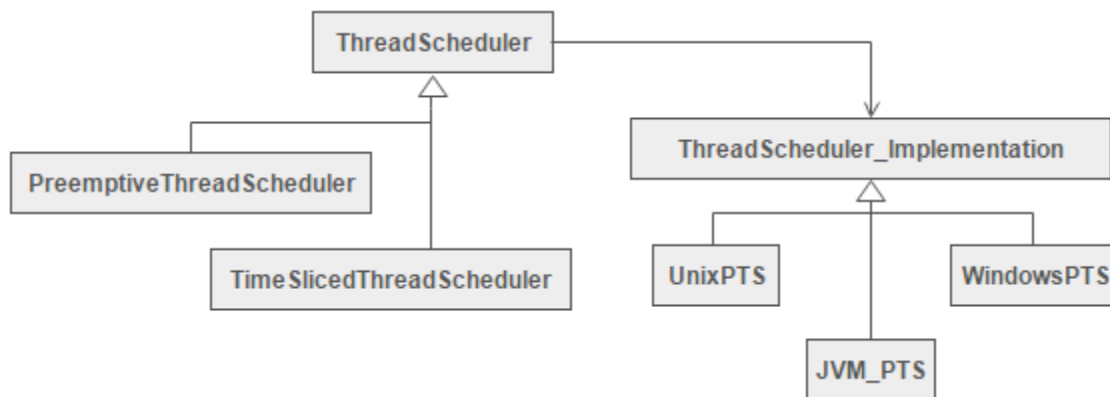 ThreadScheduler
ThreadScheduler_Implementation
PreemptiveThreadScheduler
TimeSlicedThreadScheduler
UnixPTS
WindowsPTS
JVM_PTS